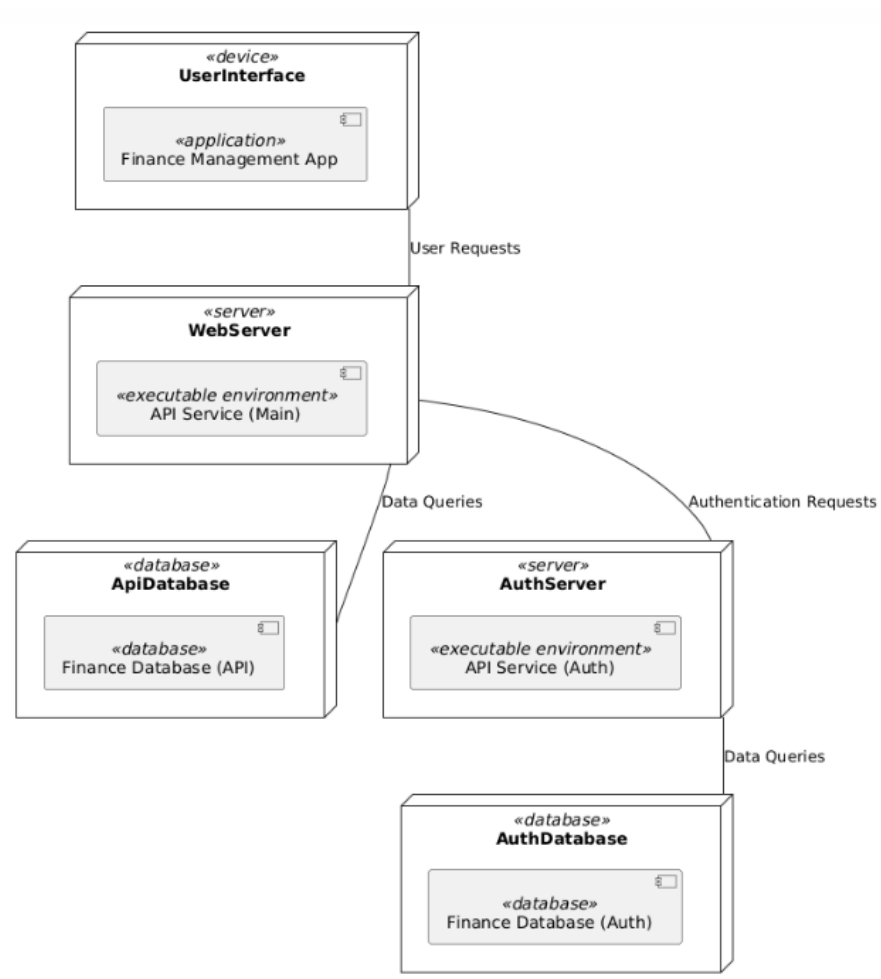 «device»
UserInterface
«application»
Finance Management App
User Requests
«server»
WebServer
«executable environment»
API Service (Main)
Data Queries
Authentication Requests
«database»
ApiDatabase
«database»
Finance Database (API)
«server»
AuthServer
«executable environment»
API Service (Auth)
Data Queries
«database»
AuthDatabase
«database»
Finance Database (Auth)